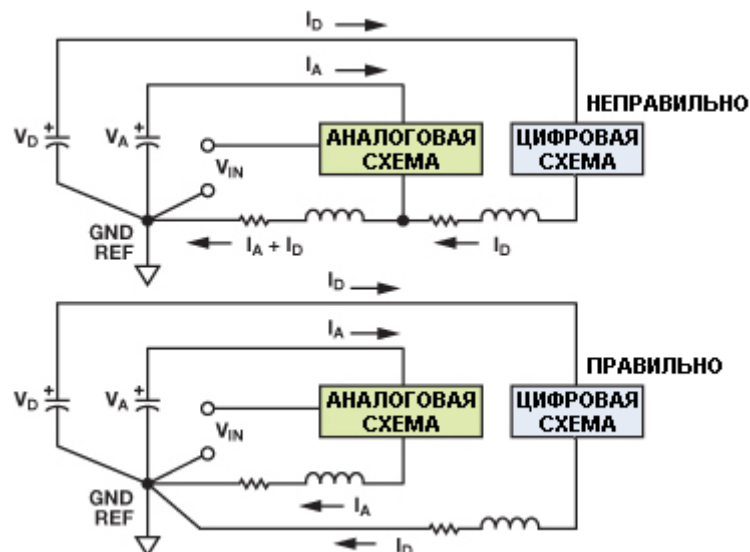 I_D
I_A
НЕПРАВИЛЬНО
V_D +
V_A +
V_IN
АНАЛОГОВАЯ
СХЕМА
ЦИФРОВАЯ
СХЕМА
GND
REF
I_A + I_D
I_D
I_D
I_A
ПРАВИЛЬНО
V_D +
V_A +
V_IN
АНАЛОГОВАЯ
СХЕМА
ЦИФРОВАЯ
СХЕМА
GND
REF
I_A
I_D